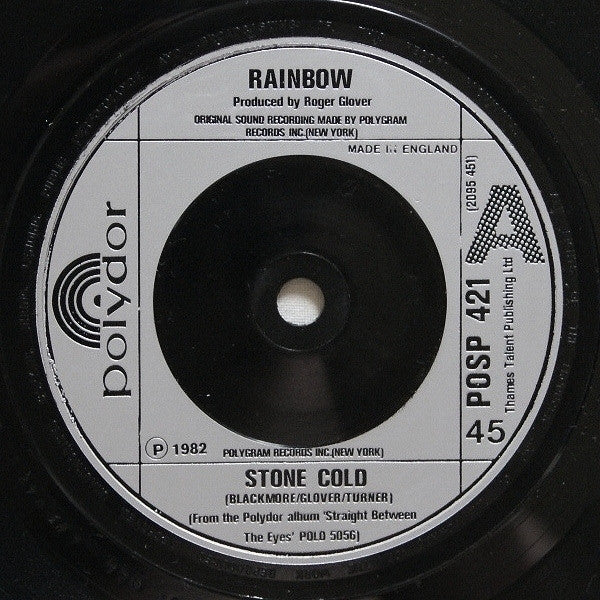 RAINBOW
Produced by Roger Glover
ORIGINAL SOUND RECORDING MADE BY POLYGRAM
RECORDS INC.(NEW YORK)
MADE IN ENGLAND
(2095 451)
A
polydor
POSP 421
Thames Talent Publishing Ltd
45
P 1982
POLYGRAM RECORDS INC.(NEW YORK)
STONE COLD
(BLACKMORE/GLOVER/TURNER)
(From the Polydor album 'Straight Between
The Eyes' POLD 5056)